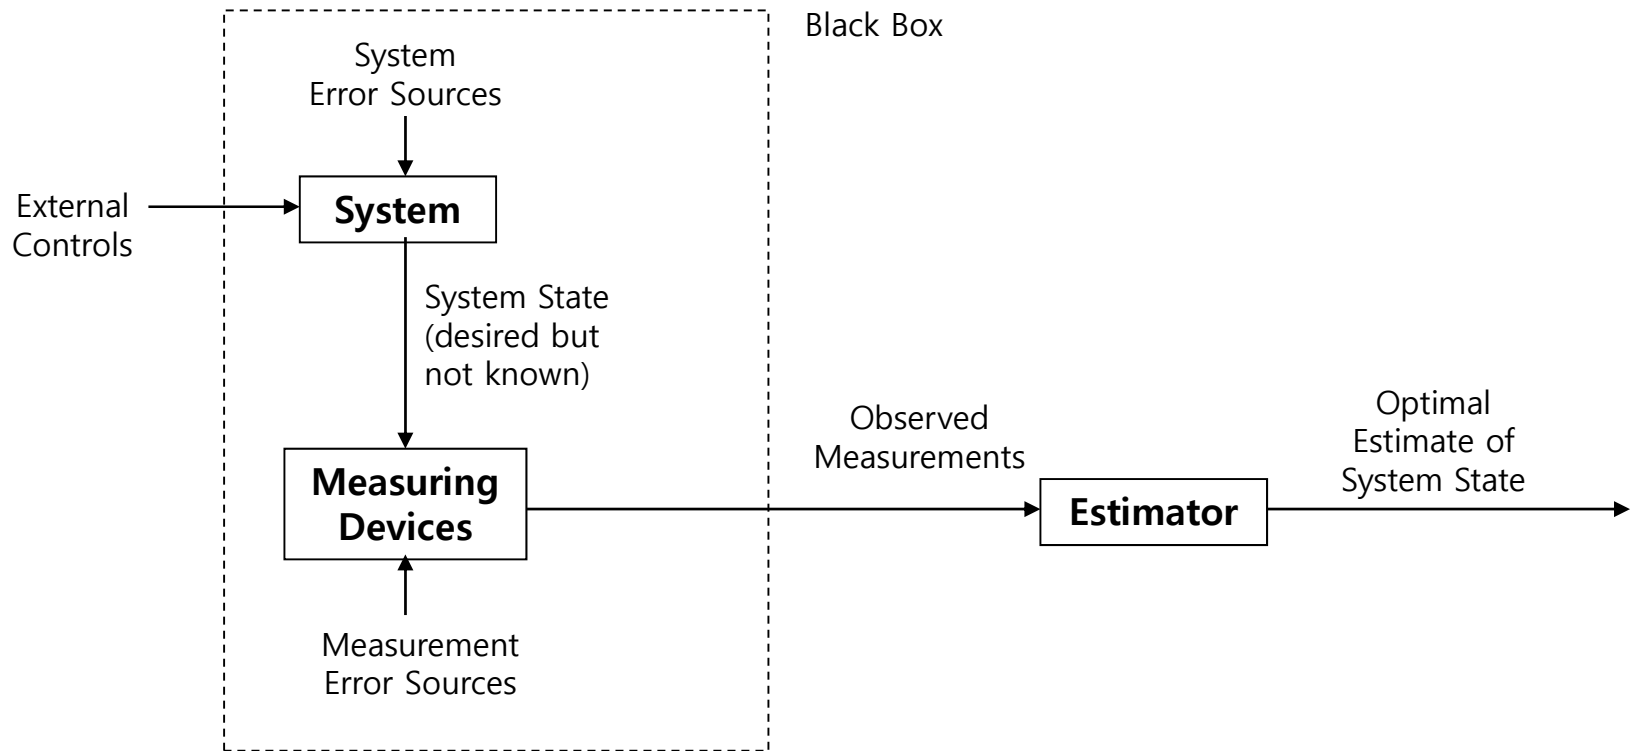 Black Box
System
Error Sources
External
Controls
System
System State
(desired but
not known)
Measuring
Devices
Measurement
Error Sources
Observed
Measurements
Estimator
Optimal
Estimate of
System State